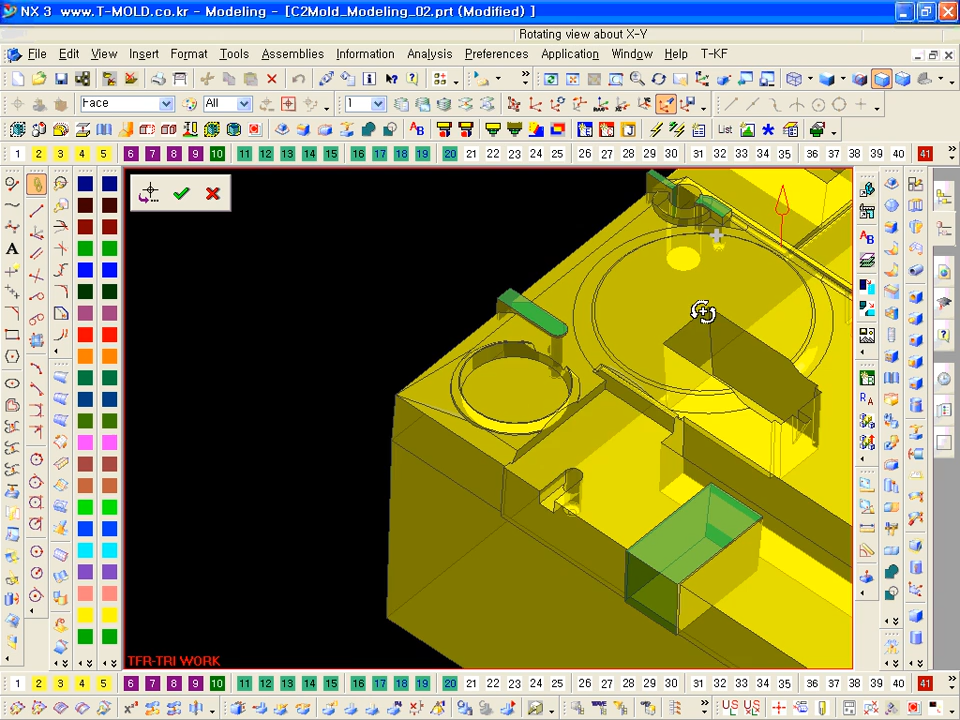 NX 3 www.T-MOLD.co.kr - Modeling - [C2Mold_Modeling_02.prt (Modified) ]
Rotating view about X-Y
File Edit View Insert Format Tools Assemblies Information Analysis Preferences Application Window Help T-KF
Face All 1
List
1 2 3 4 5 6 7 8 9 10 11 12 13 14 15 16 17 18 19 20 21 22 23 24 25 26 27 28 29 30 31 32 33 34 35 36 37 38 39 40 41
TFR-TRI WORK
1 2 3 4 5 6 7 8 9 10 11 12 13 14 15 16 17 18 19 20 21 22 23 24 25 26 27 28 29 30 31 32 33 34 35 36 37 38 39 40 41